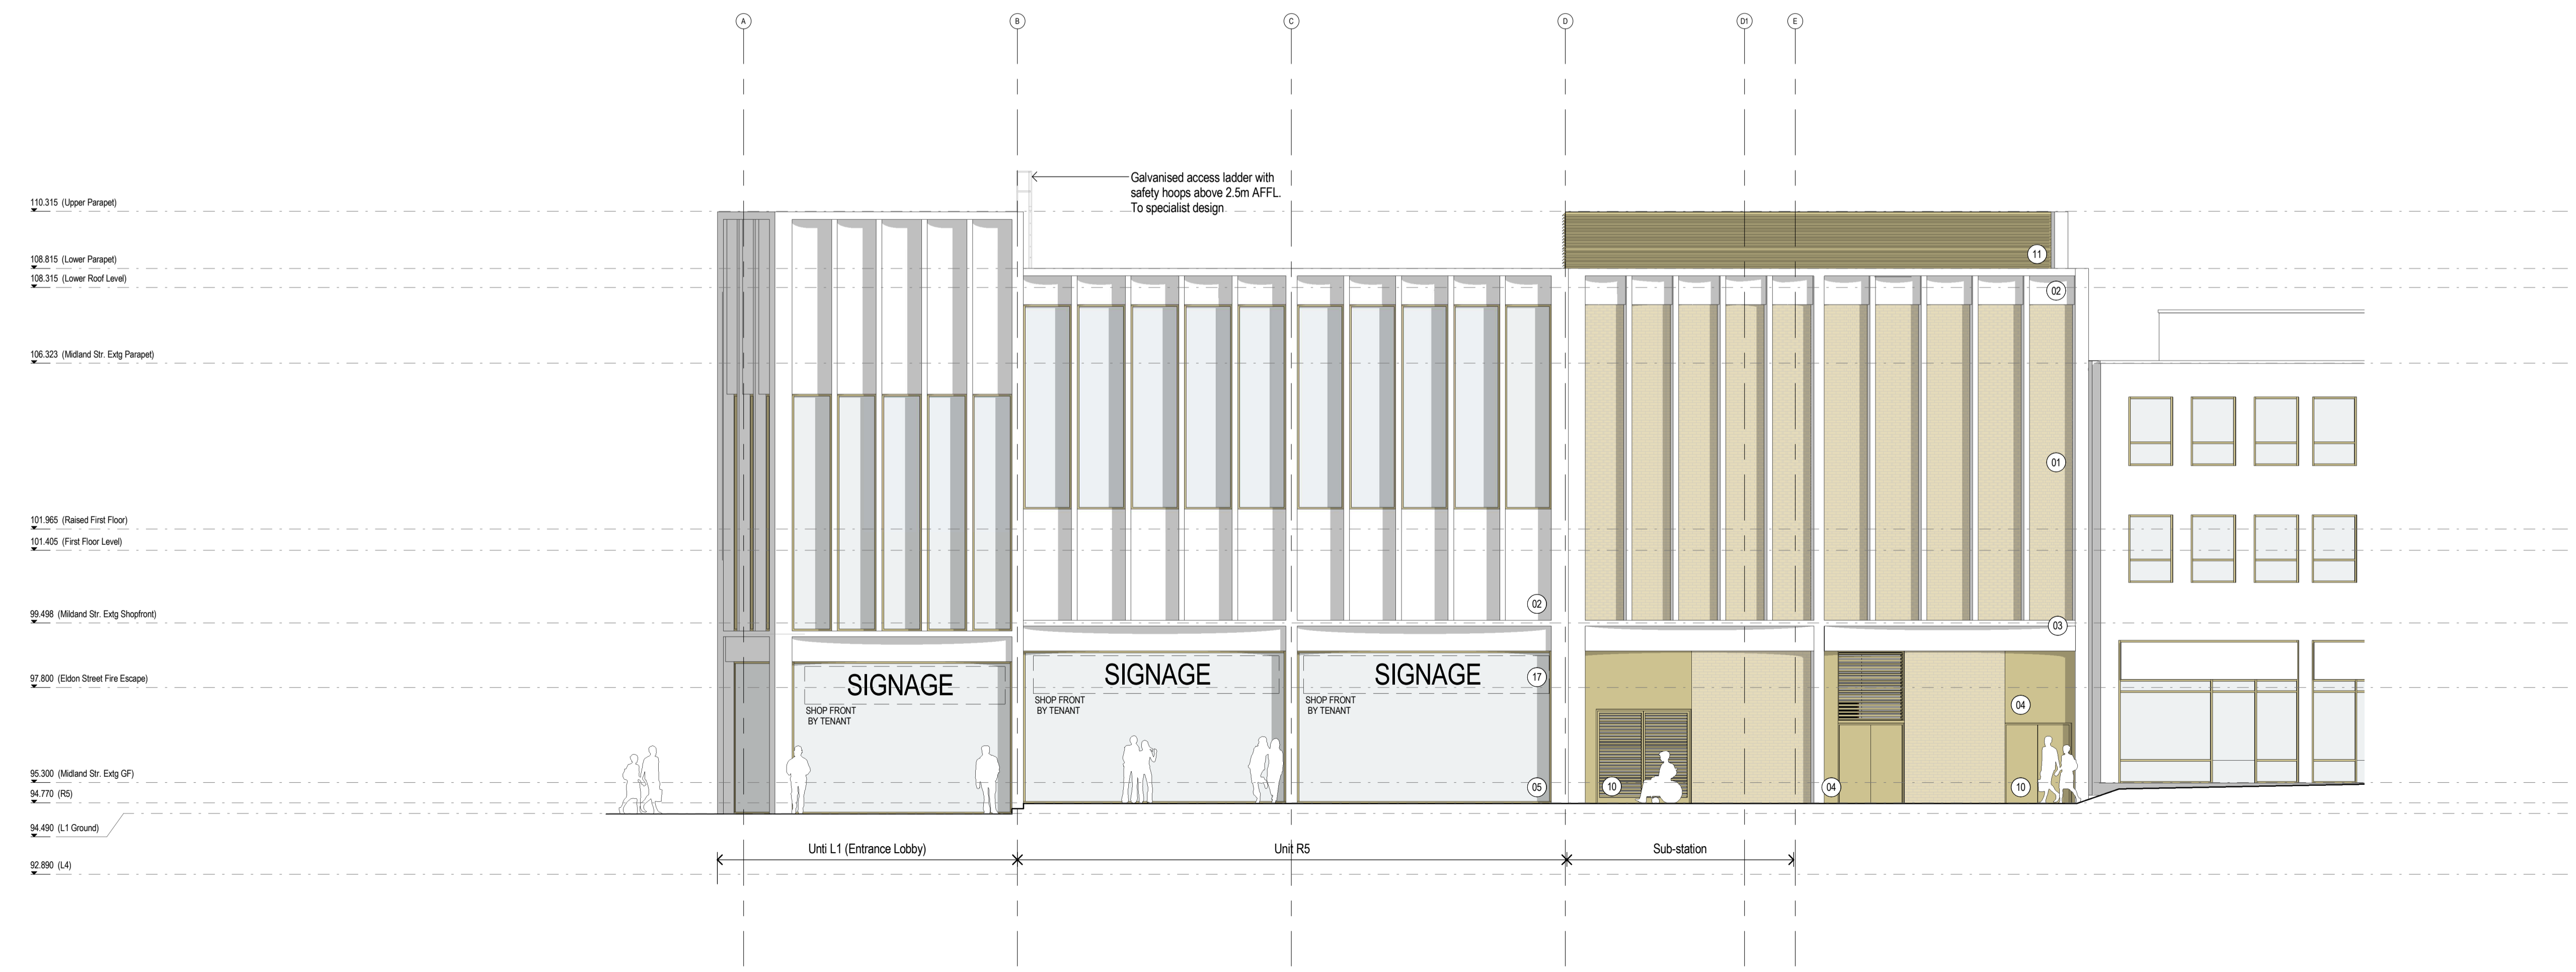 A
B
C
D
D1
E
Galvanised access ladder with
safety hoops above 2.5m AFFL.
To specialist design
110.315 (Upper Parapet)
108.815 (Lower Parapet)
108.315 (Lower Roof Level)
106.323 (Midland Str. Extg Parapet)
101.965 (Raised First Floor)
101.405 (First Floor Level)
99.498 (Mildand Str. Extg Shopfront)
97.800 (Eldon Street Fire Escape)
95.300 (Midland Str. Extg GF)
94.770 (R5)
94.490 (L1 Ground)
92.890 (L4)
11
02
01
02
03
SIGNAGE
SHOP FRONT
BY TENANT
SIGNAGE
SHOP FRONT
BY TENANT
SIGNAGE
SHOP FRONT
BY TENANT
17
04
05
10
04
10
Unti L1 (Entrance Lobby)
Unit R5
Sub-station